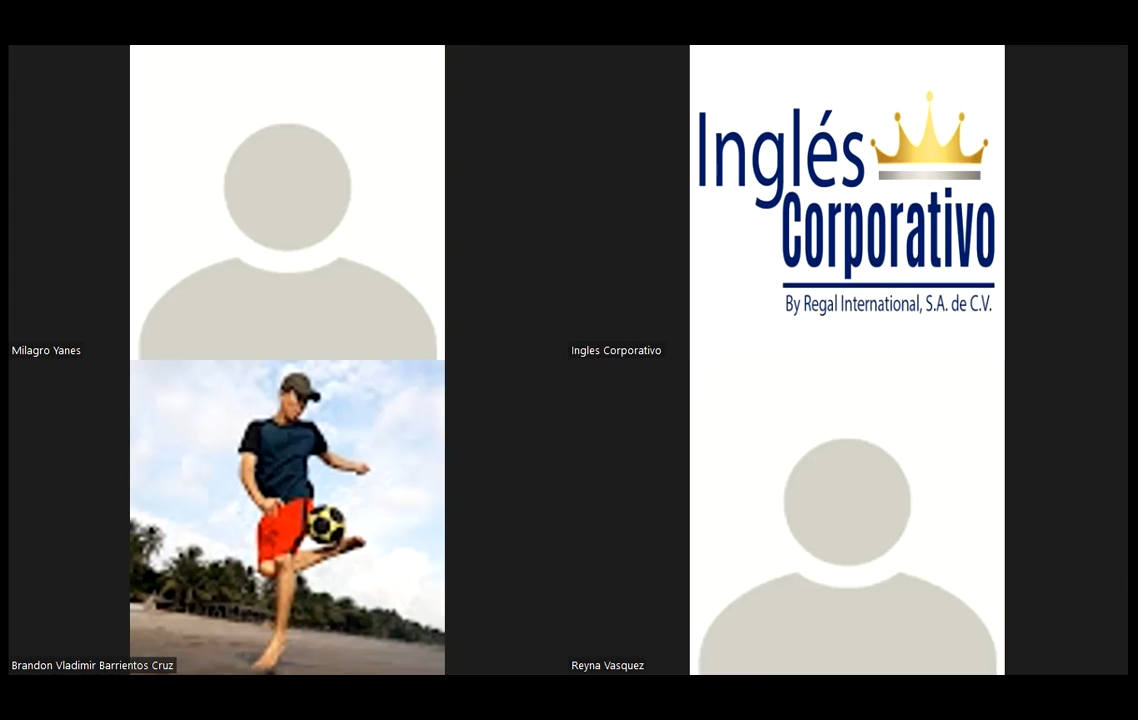 Inglés
Corporativo
By Regal International, S.A. de C.V.
Milagro Yanes
Ingles Corporativo
Brandon Vladimir Barrientos Cruz
Reyna Vasquez